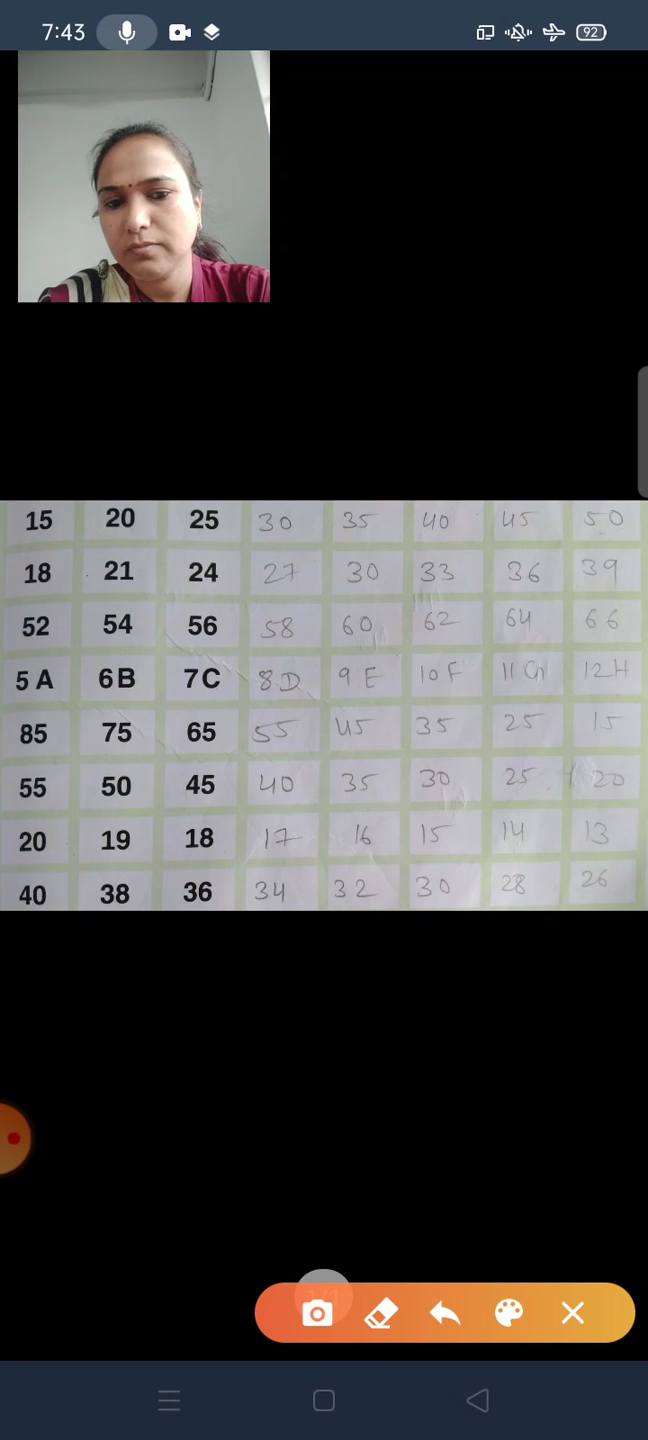 7:43
92
15 20 25 30 35 40 45 50
18 21 24 27 30 33 36 39
52 54 56 58 60 62 64 66
5 A 6 B 7 C 8 D 9 E 10 F 11 G 12 H
85 75 65 55 45 35 25 15
55 50 45 40 35 30 25 20
20 19 18 17 16 15 14 13
40 38 36 34 32 30 28 26